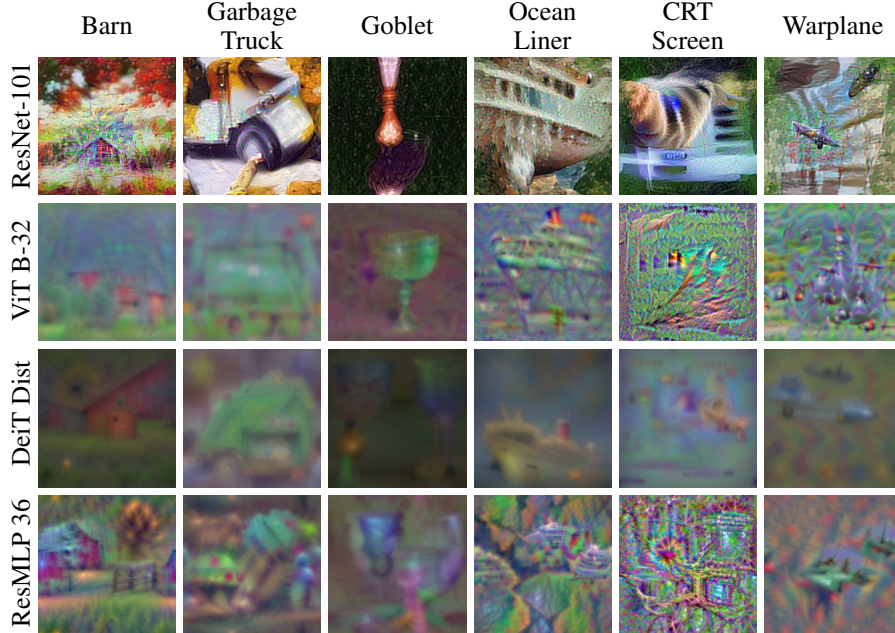 Barn
Garbage
Truck
Goblet
Ocean
Liner
CRT
Screen
Warplane
ResNet-101
ViT B-32
DeiT Dist
ResMLP 36